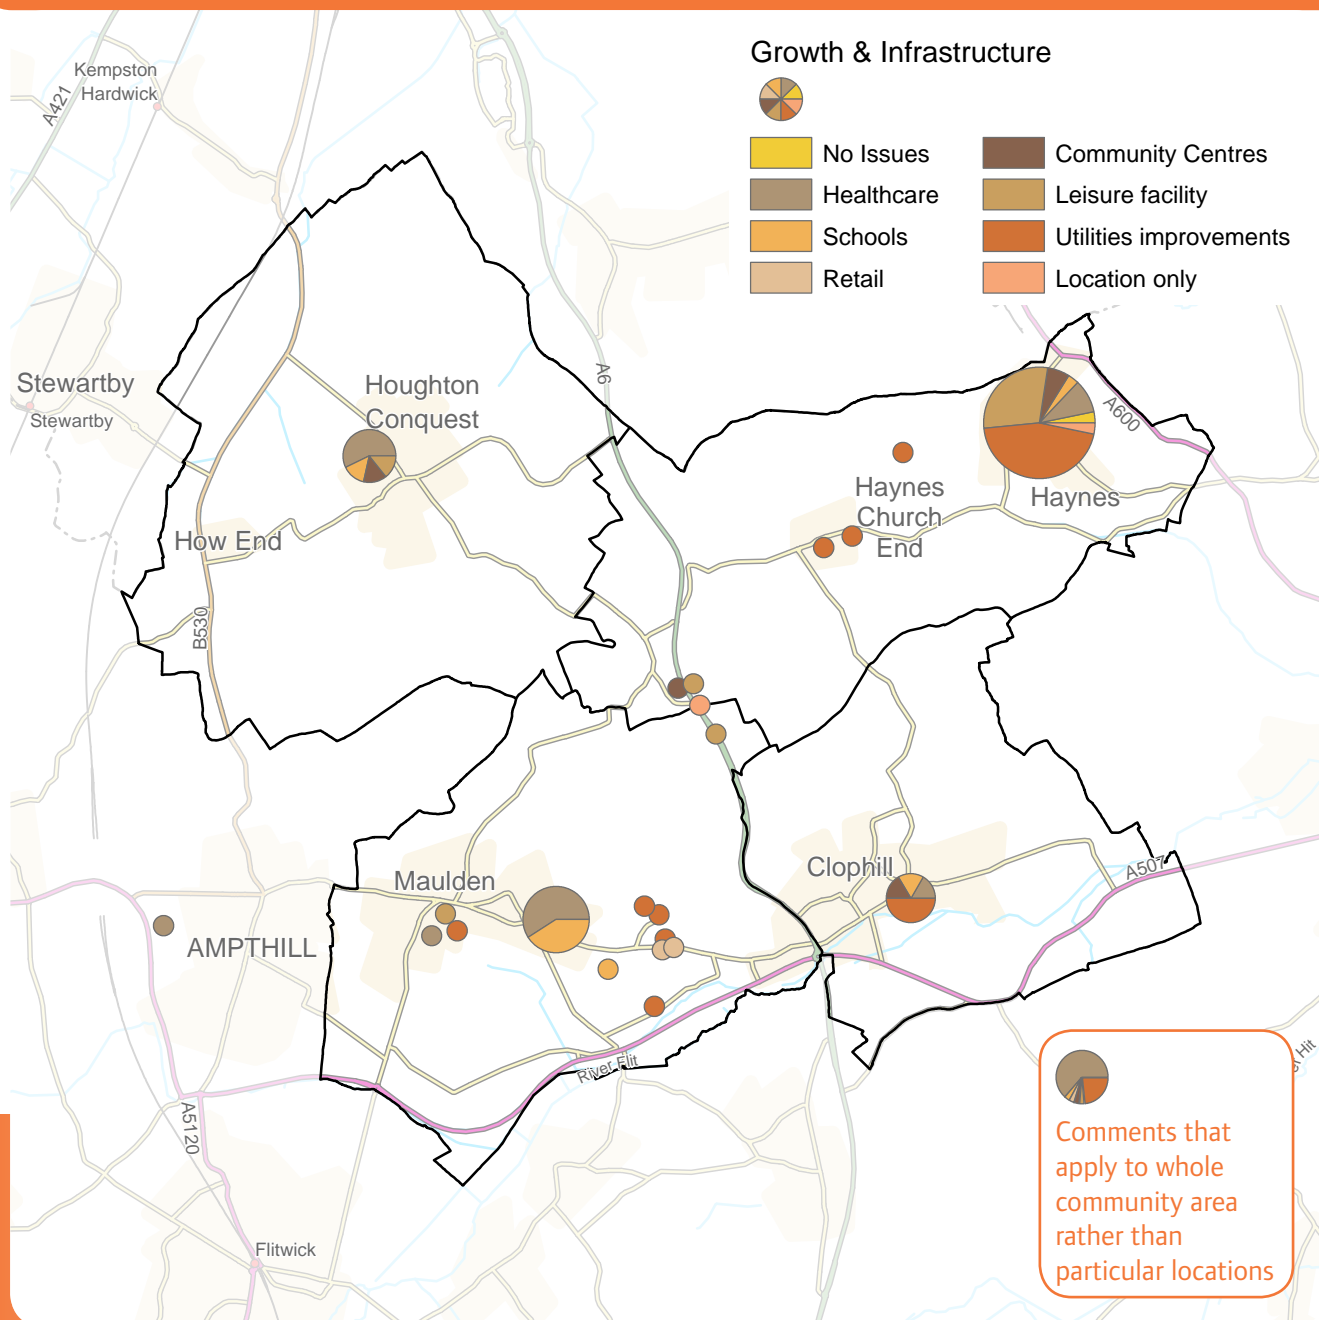 Growth & Infrastructure
No Issues
Healthcare
Schools
Retail
Community Centres
Leisure facility
Utilities improvements
Location only
Kempston
Hardwick
A421
Stewartby
Stewartby
Houghton
Conquest
A6
A600
Haynes
Haynes
Church
End
How End
B530
Maulden
Clophill
A507
AMPTHILL
River Flit
A5120
Flitwick
Hit
Comments that
apply to whole
community area
rather than
particular locations